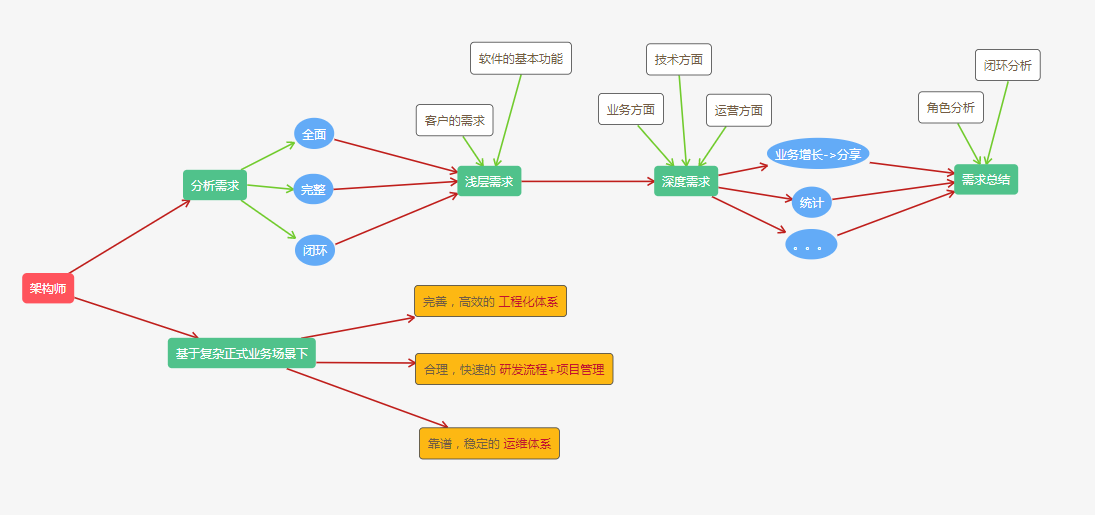 软件的基本功能
技术方面
闭环分析
业务方面
运营方面
角色分析
客户的需求
全面
业务增长->分享
分析需求
完整
浅层需求
深度需求
统计
需求总结
闭环
。。。
架构师
完善，高效的 工程化体系
基于复杂正式业务场景下
合理，快速的 研发流程+项目管理
靠谱，稳定的 运维体系